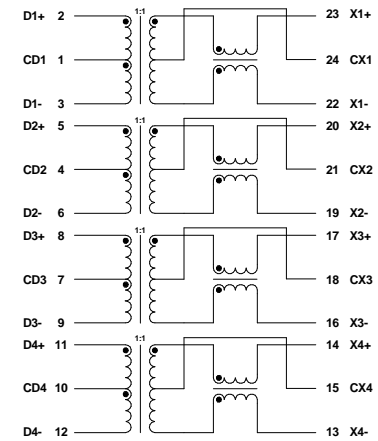 D1+ 2 1:1 23 X1+
CD1 1 24 CX1
D1- 3 22 X1-
D2+ 5 1:1 20 X2+
CD2 4 21 CX2
D2- 6 19 X2-
D3+ 8 1:1 17 X3+
CD3 7 18 CX3
D3- 9 16 X3-
D4+ 11 1:1 14 X4+
CD4 10 15 CX4
D4- 12 13 X4-